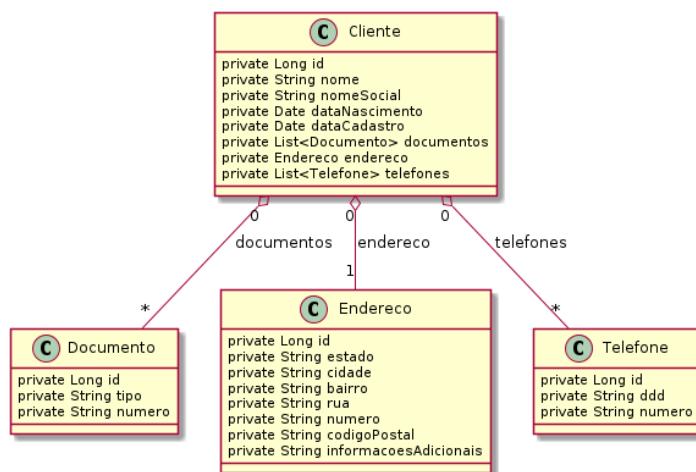 C Cliente
private Long id
private String nome
private String nomeSocial
private Date dataNascimento
private Date dataCadastro
private List<Documento> documentos
private Endereco endereco
private List<Telefone> telefones
0 0 0
documentos endereco telefones
* 1 *
C Documento
private Long id
private String tipo
private String numero
C Endereco
private Long id
private String estado
private String cidade
private String bairro
private String rua
private String numero
private String codigoPostal
private String informacoesAdicionais
C Telefone
private Long id
private String ddd
private String numero